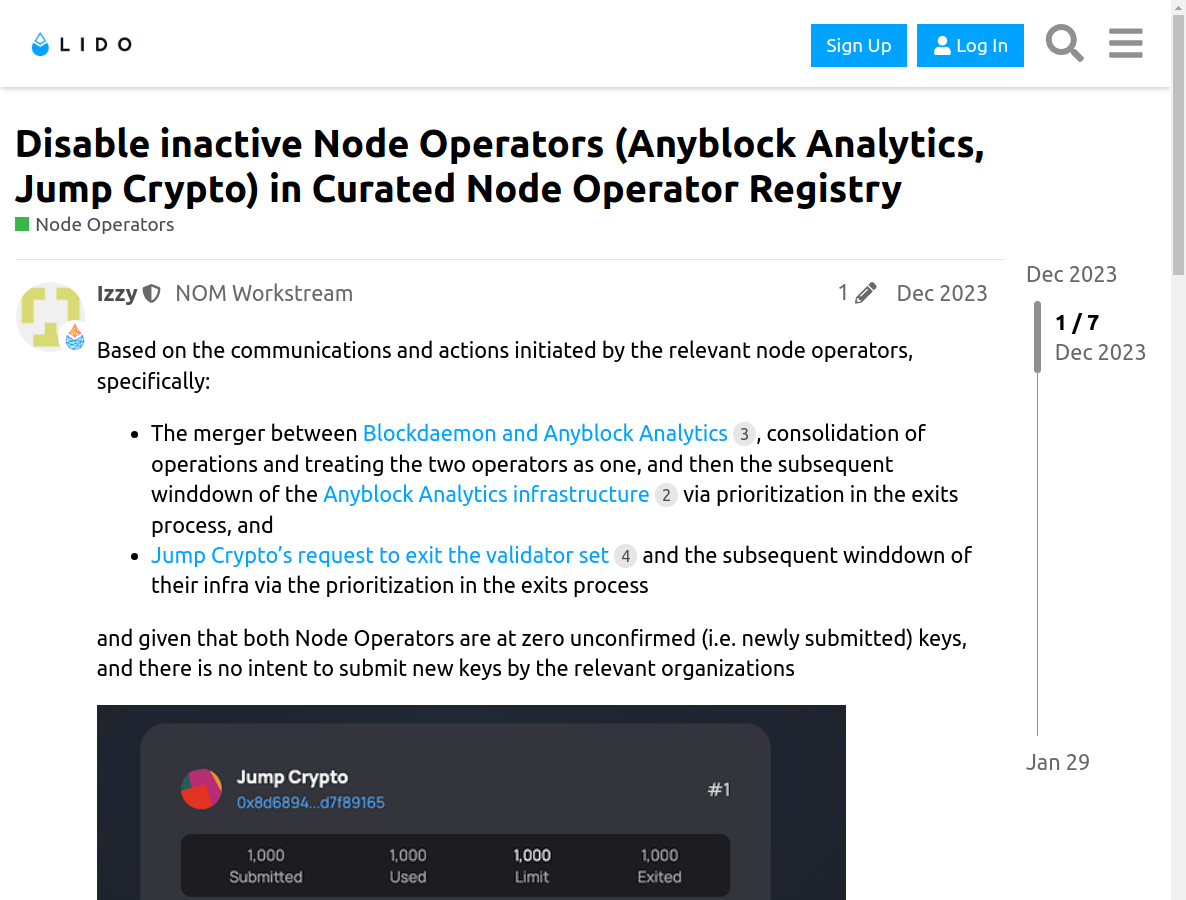 LIDO
Sign Up
Log In
Disable inactive Node Operators (Anyblock Analytics,
Jump Crypto) in Curated Node Operator Registry
Node Operators
Izzy NOM Workstream 1 Dec 2023
Dec 2023
1 / 7
Dec 2023
Based on the communications and actions initiated by the relevant node operators,
specifically:
The merger between Blockdaemon and Anyblock Analytics 3, consolidation of
operations and treating the two operators as one, and then the subsequent
winddown of the Anyblock Analytics infrastructure 2 via prioritization in the exits
process, and
Jump Crypto’s request to exit the validator set 4 and the subsequent winddown of
their infra via the prioritization in the exits process
and given that both Node Operators are at zero unconfirmed (i.e. newly submitted) keys,
and there is no intent to submit new keys by the relevant organizations
Jan 29
Jump Crypto
0x8d6894...d7f89165
#1
1,000 1,000 1,000 1,000
Submitted Used Limit Exited